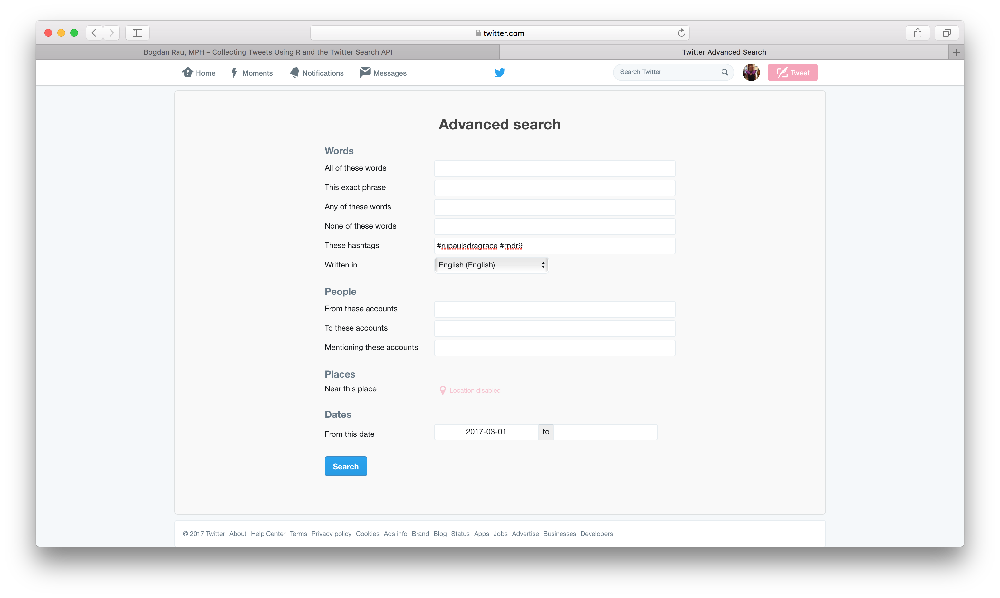 twitter.com
Bogdan Rau, MPH – Collecting Tweets Using R and the Twitter Search API
Twitter Advanced Search
Home Moments Notifications Messages Search Twitter Tweet
Advanced search
Words
All of these words
This exact phrase
Any of these words
None of these words
These hashtags #rupaulsdragrace #rpdr9
Written in English (English)
People
From these accounts
To these accounts
Mentioning these accounts
Places
Near this place Location disabled
Dates
From this date 2017-03-01 to
Search
© 2017 Twitter About Help Center Terms Privacy policy Cookies Ads info Brand Blog Status Apps Jobs Advertise Businesses Developers